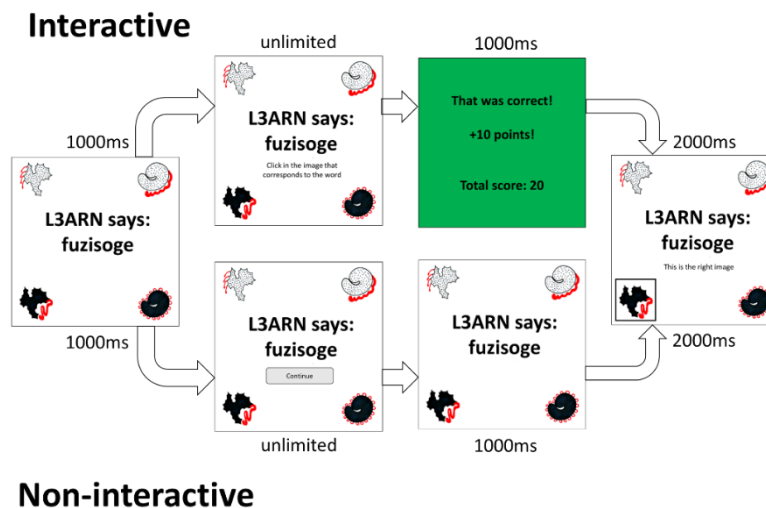 Interactive
unlimited
1000ms
L3ARN says:
fuzisoge
Click in the image that
corresponds to the word
That was correct!
+10 points!
Total score: 20
1000ms
L3ARN says:
fuzisoge
1000ms
2000ms
L3ARN says:
fuzisoge
This is the right image
2000ms
L3ARN says:
fuzisoge
Continue
unlimited
L3ARN says:
fuzisoge
1000ms
Non-interactive